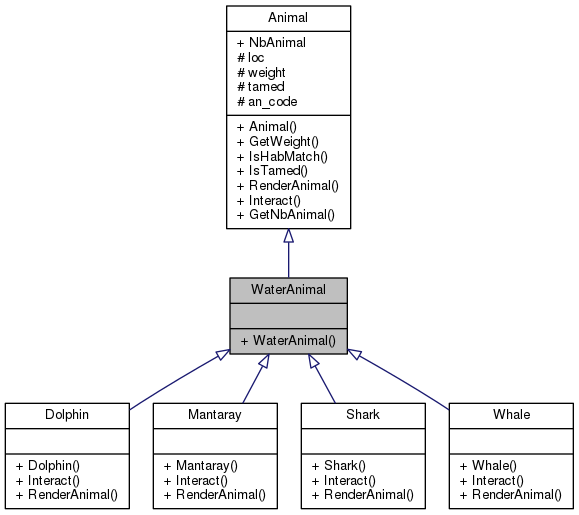 Animal
+ NbAnimal
# loc
# weight
# tamed
# an_code
+ Animal()
+ GetWeight()
+ IsHabMatch()
+ IsTamed()
+ RenderAnimal()
+ Interact()
+ GetNbAnimal()
WaterAnimal
+ WaterAnimal()
Dolphin
+ Dolphin()
+ Interact()
+ RenderAnimal()
Mantaray
+ Mantaray()
+ Interact()
+ RenderAnimal()
Shark
+ Shark()
+ Interact()
+ RenderAnimal()
Whale
+ Whale()
+ Interact()
+ RenderAnimal()